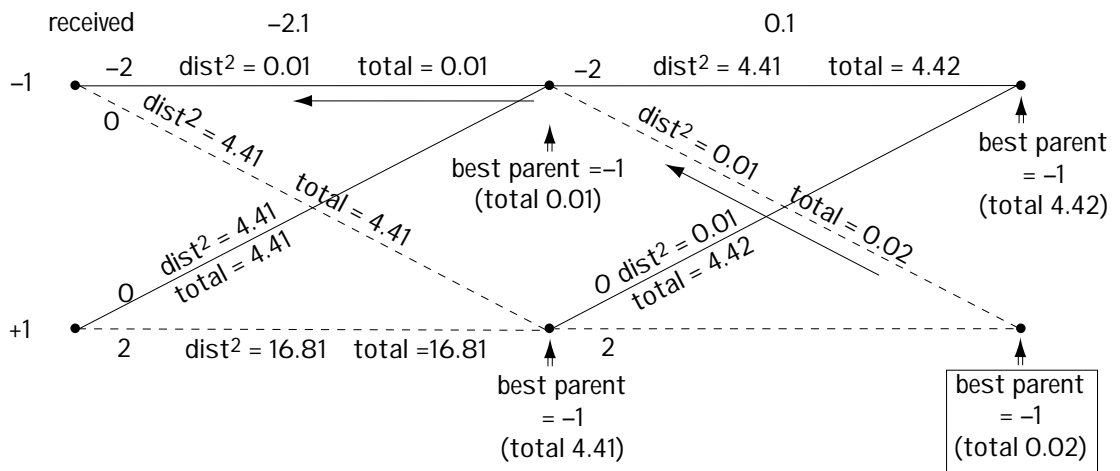 received −2.1 0.1
−2 dist2 = 0.01 total = 0.01 −2 dist2 = 4.41 total = 4.42
−1
0
dist2 = 4.41
total = 4.41
dist2 = 0.01
total = 0.02
best parent =−1
(total 0.01)
best parent
= −1
(total 4.42)
dist2 = 4.41
total = 4.41
0
0 dist2 = 0.01
total = 4.42
+1
2 dist2 = 16.81 total =16.81 2
best parent
= −1
(total 4.41)
best parent
= −1
(total 0.02)